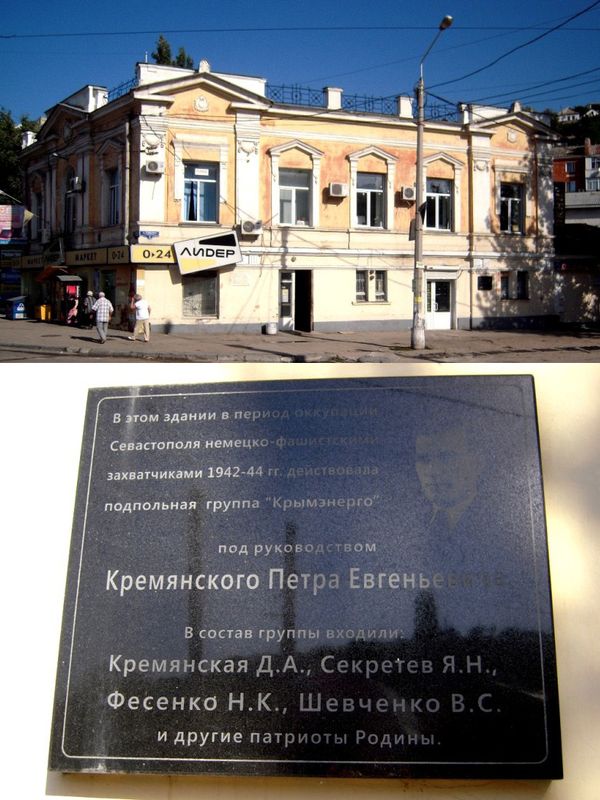 МАРКЕТ
0-24
0-24
ЛИДЕР
В этом здании в период оккупации
Севастополя немецко-фашистскими
захватчиками 1942-44 гг. действовала
подпольная группа "Крымэнерго"
под руководством
Кремянского Петра Евгеньевича.
В состав группы входили:
Кремянская Д.А., Секретев Я.Н.,
Фесенко Н.К., Шевченко В.С.
и другие патриоты Родины.